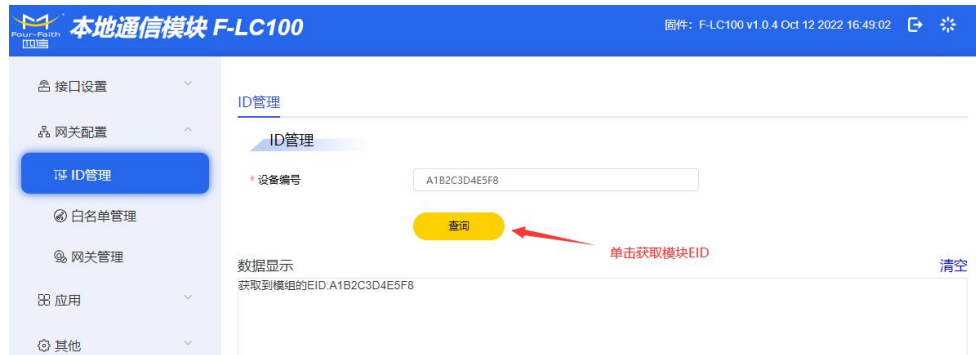 Four-Faith
四信
本地通信模块 F-LC100
固件：F-LC100 v1.0.4 Oct 12 2022 16:49:02
接口设置
网关配置
ID管理
白名单管理
网关管理
应用
其他
ID管理
ID管理
* 设备编号
A1B2C3D4E5F8
查询
单击获取模块EID
数据显示
清空
获取到模组的EID:A1B2C3D4E5F8